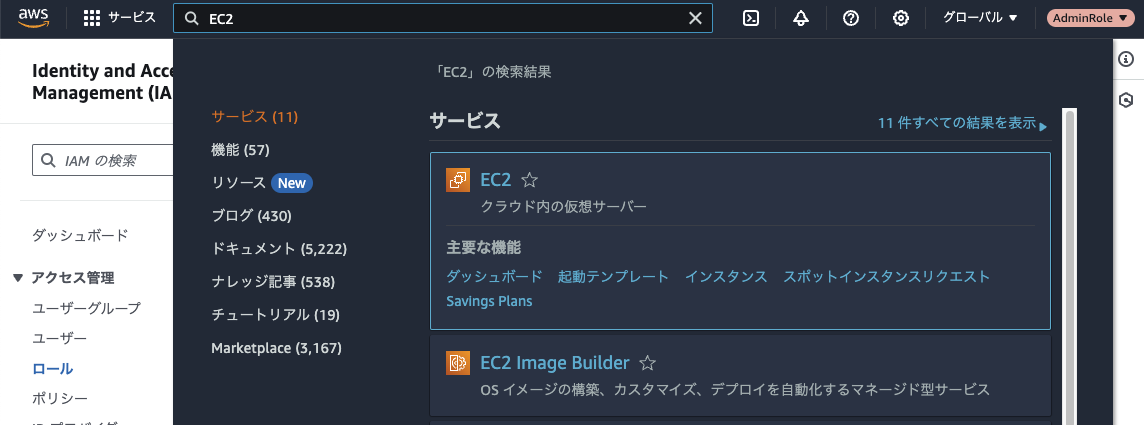 aws
サービス
EC2
グローバル
AdminRole
Identity and Acce
Management (IA
IAM の検索
ダッシュボード
アクセス管理
ユーザーグループ
ユーザー
ロール
ポリシー
「EC2」の検索結果
サービス (11)
機能 (57)
リソース New
ブログ (430)
ドキュメント (5,222)
ナレッジ記事 (538)
チュートリアル (19)
Marketplace (3,167)
サービス
11 件すべての結果を表示
EC2
クラウド内の仮想サーバー
主要な機能
ダッシュボード 起動テンプレート インスタンス スポットインスタンスリクエスト
Savings Plans
EC2 Image Builder
OS イメージの構築、カスタマイズ、デプロイを自動化するマネージド型サービス